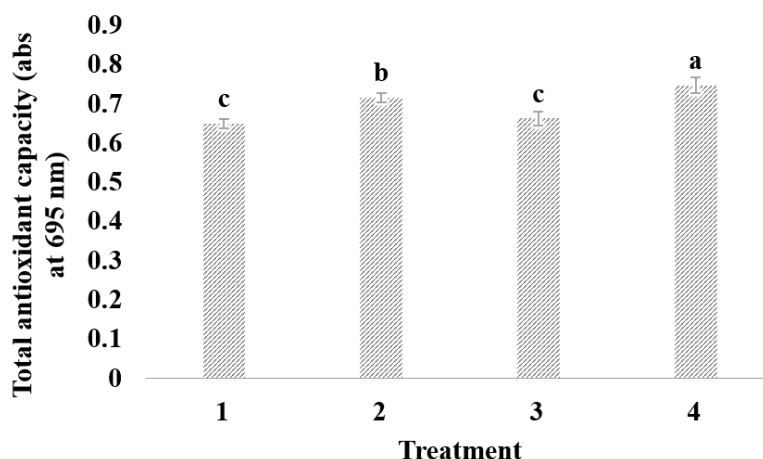 Total antioxidant capacity (abs
at 695 nm)
0.9
0.8
0.7
0.6
0.5
0.4
0.3
0.2
0.1
0
c
b
c
a
1 2 3 4
Treatment